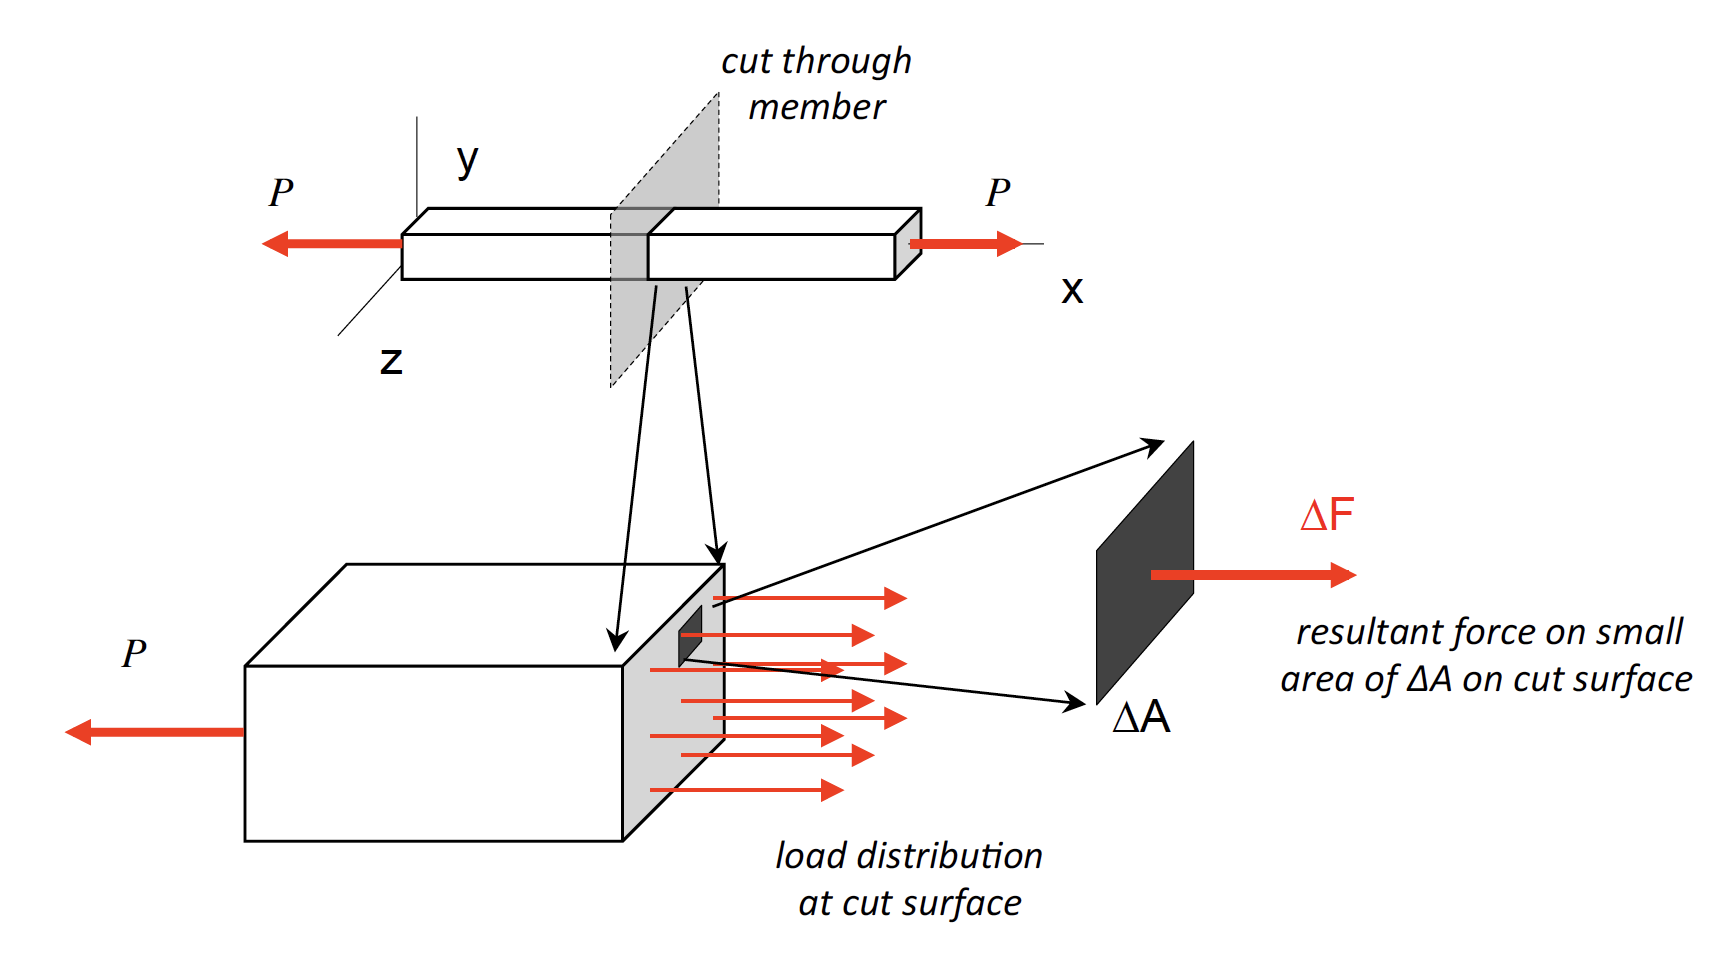 cut through
member
y
P
P
x
z
ΔF
resultant force on small
area of ΔA on cut surface
P
ΔA
load distribution
at cut surface